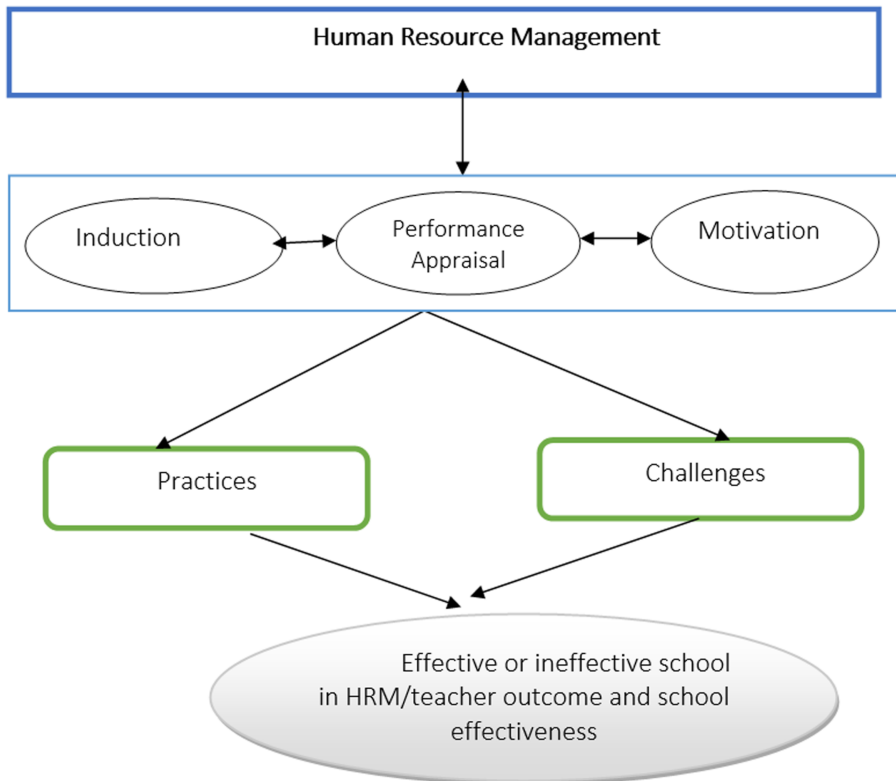 Human Resource Management
Induction
Performance
Appraisal
Motivation
Practices
Challenges
Effective or ineffective school
in HRM/teacher outcome and school
effectiveness